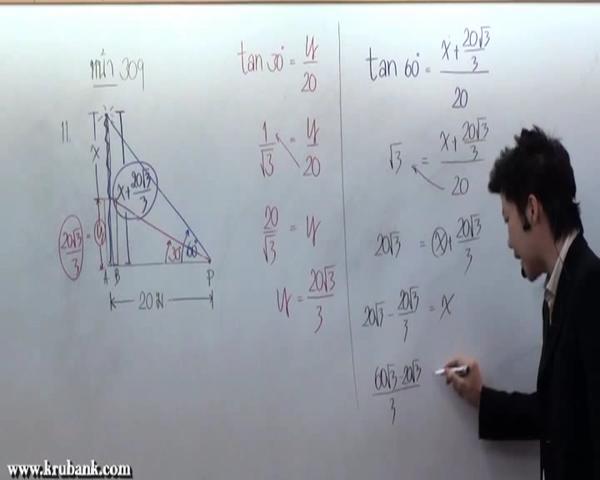 หน้า 309
11.
x
x + 20√3/3
20√3/3 = y
30° 60°
A B P
20 ม
tan 30° = y/20
1/√3 = y/20
20/√3 = y
y = 20√3/3
tan 60° = (x + 20√3/3)/20
√3 = (x + 20√3/3)/20
20√3 = x + 20√3/3
20√3 - 20√3/3 = x
(60√3 - 20√3)/3
www.krubank.com